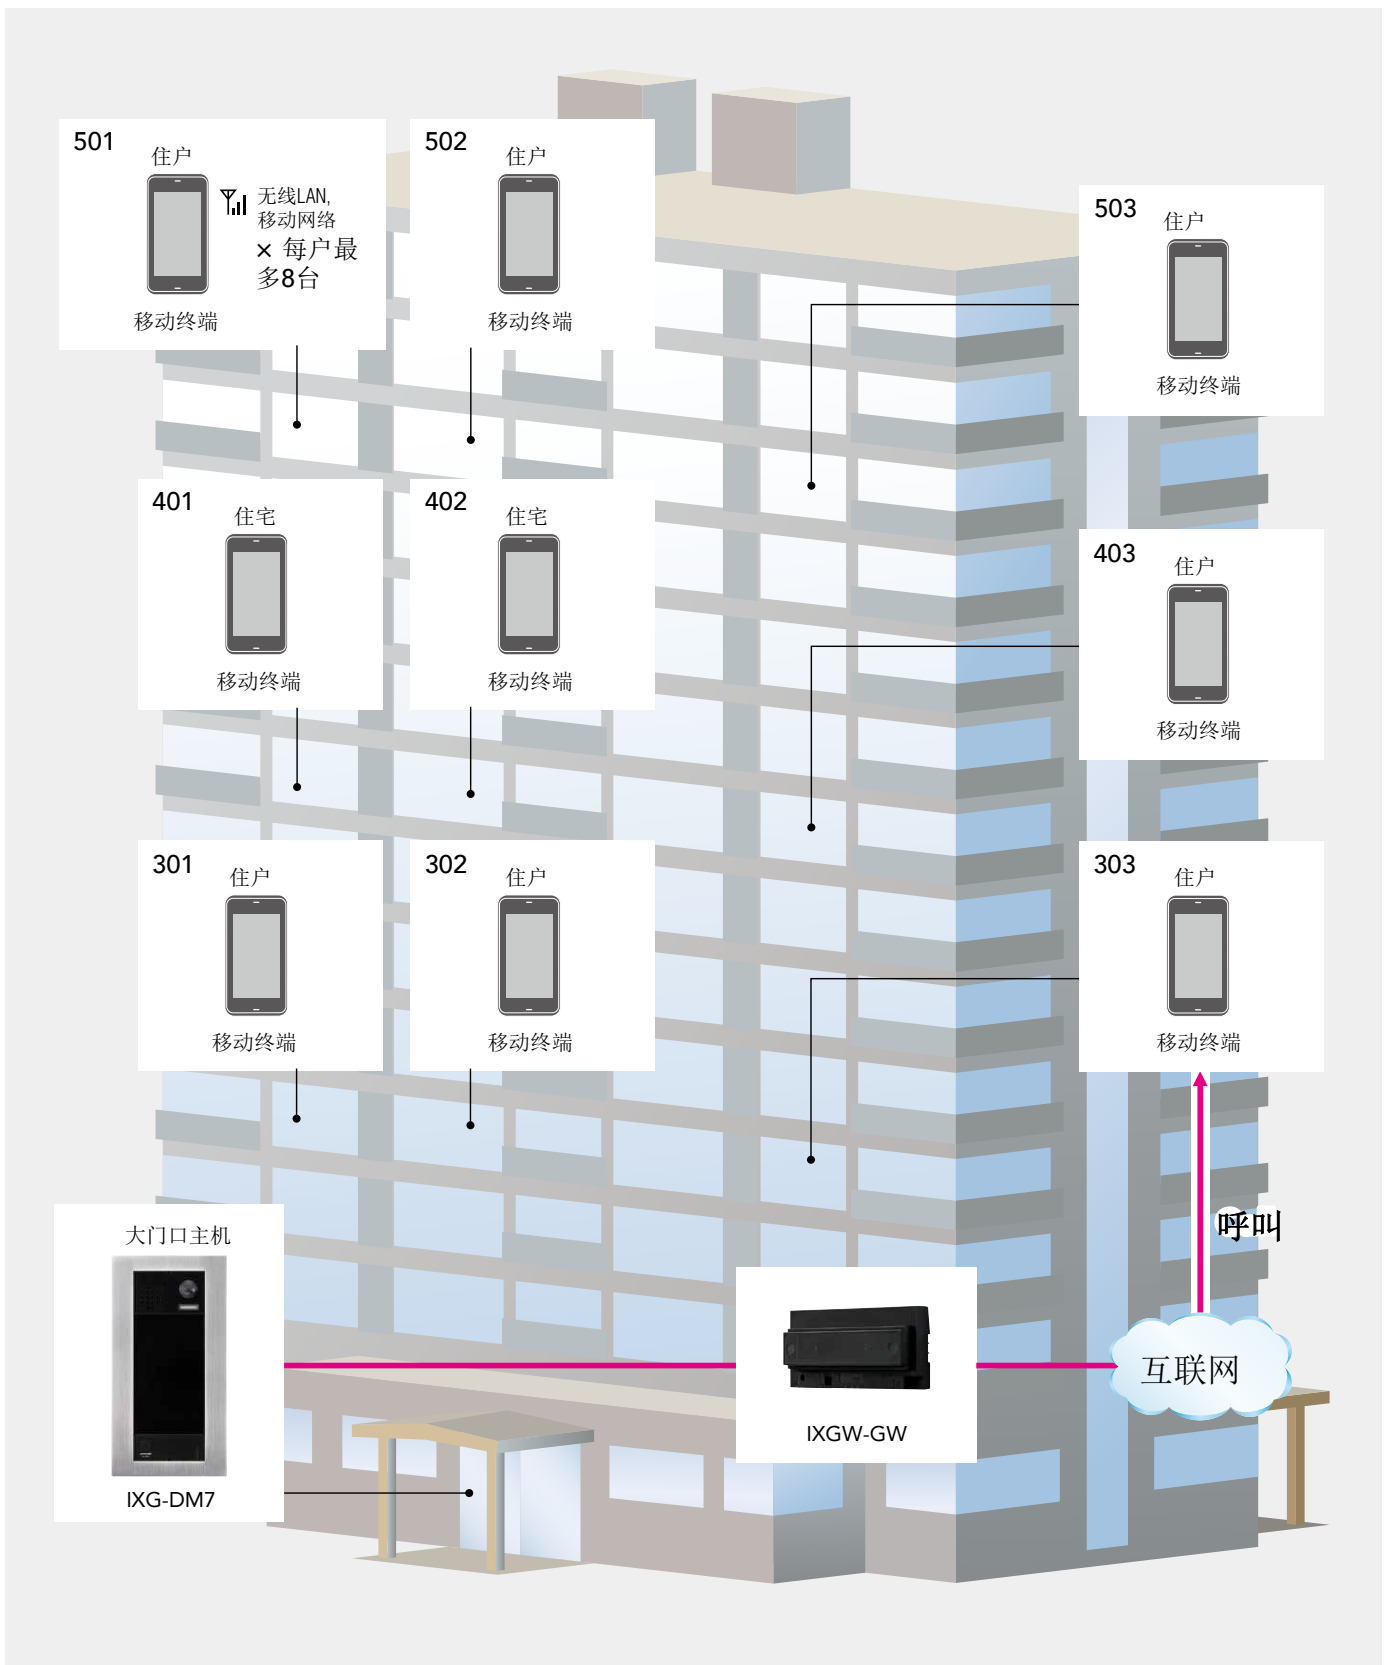 501
住户
无线LAN,
移动网络
× 每户最
多8台
移动终端
502
住户
移动终端
503
住户
移动终端
401
住宅
移动终端
402
住宅
移动终端
403
住户
移动终端
301
住户
移动终端
302
住户
移动终端
303
住户
移动终端
呼叫
大门口主机
IXG-DM7
IXGW-GW
互联网